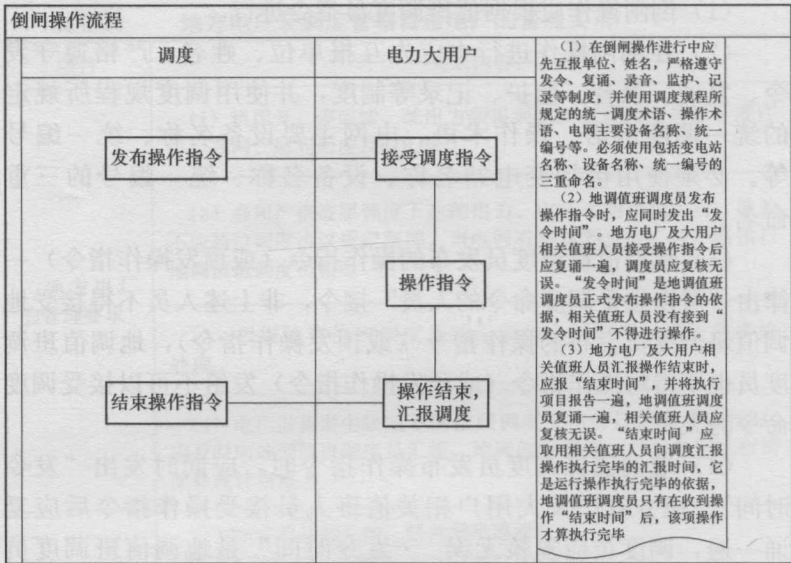 倒闸操作流程
调度
电力大用户
发布操作指令
接受调度指令
操作指令
结束操作指令
操作结束，
汇报调度
（1）在倒闸操作进行中应
先互报单位、姓名，严格遵守
发令、复诵、录音、监护、记
录等制度，并使用调度规程所
规定的统一调度术语、操作术
语、电网主要设备名称、统一
编号等。必须使用包括变电站
名称、设备名称、统一编号的
三重命名。
（2）地调值班调度员发布
操作指令时，应同时发出“发
令时间”。地方电厂及大用户
相关值班人员接受操作指令后
应复诵一遍，调度员应复核无
误。“发令时间”是地调值班
调度员正式发布操作指令的依
据，相关值班人员没有接到“
发令时间”不得进行操作。
（3）地方电厂及大用户相
关值班人员汇报操作结束时，
应报“结束时间”，并将执行
项目报告一遍，地调值班调度
员复诵一遍，相关值班人员应
复核无误。“结束时间”应
取用相关值班人员向调度汇报
操作执行完毕的汇报时间，它
是运行操作执行完毕的依据，
地调值班调度员只有在收到操
作“结束时间”后，该项操作
才算执行完毕